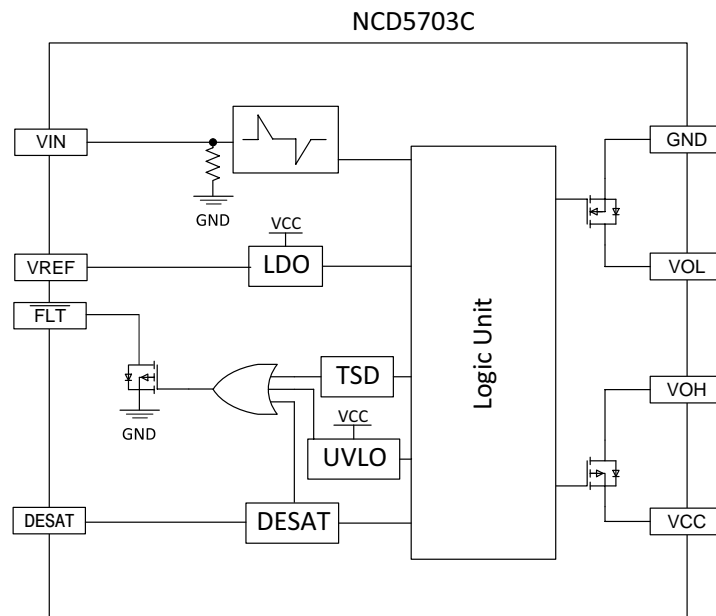 NCD5703C
VIN
GND
GND
VCC
VREF
LDO
VOL
FLT
Logic Unit
TSD
VCC
VOH
GND
UVLO
DESAT
DESAT
VCC